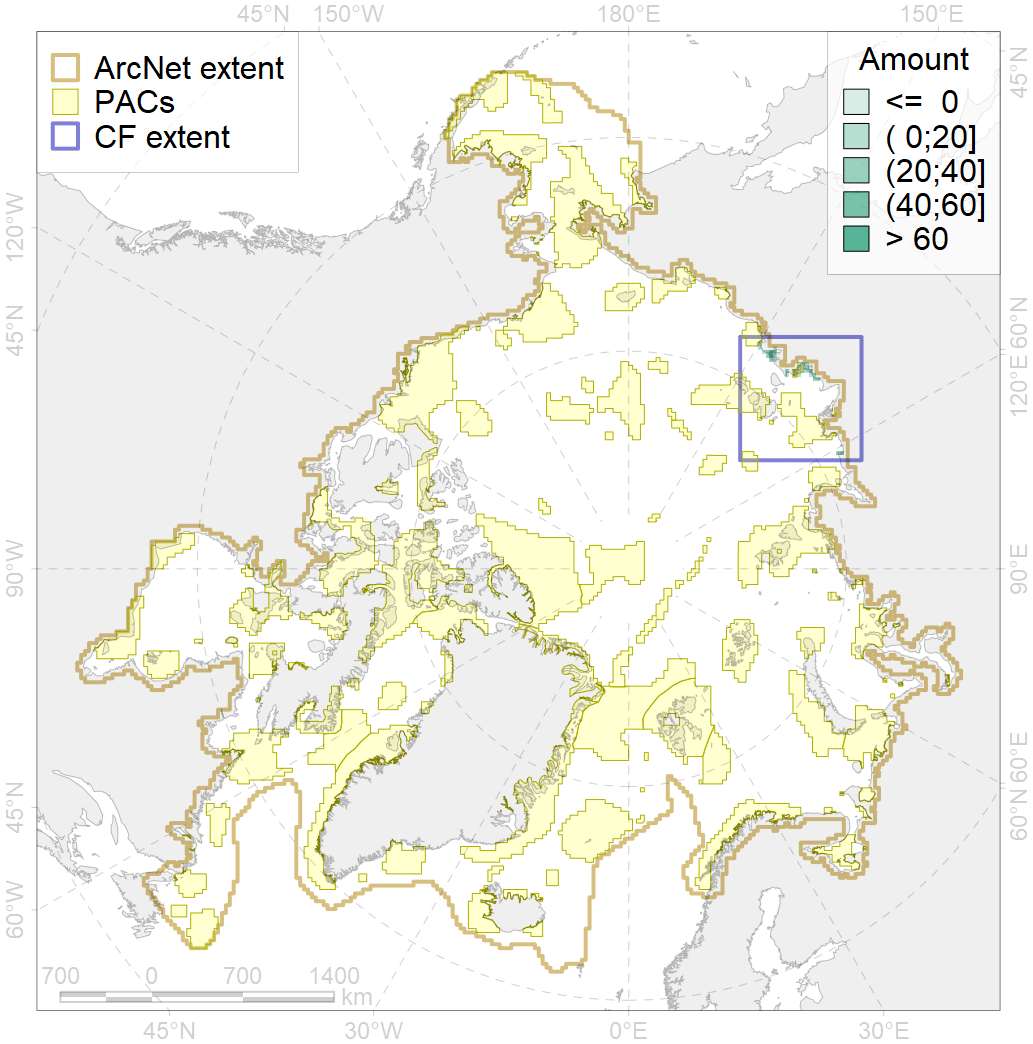 45°N 150°W 180°E 150°E
ArcNet extent
PACs
CF extent
Amount
<= 0
( 0;20]
(20;40]
(40;60]
> 60
45°N
120°W
45°N
60°N
120°E
90°W
90°E
45°N
60°N
60°E
60°W
700 0 700 1400
km
45°N 30°W 0°E 30°E